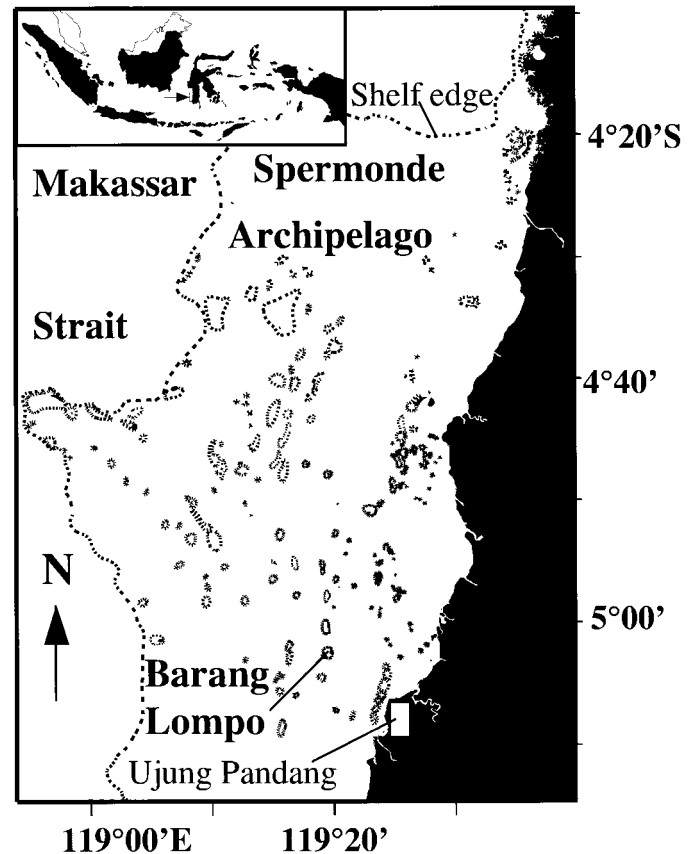 Shelf edge
4°20'S
Makassar
Spermonde
Archipelago
Strait
4°40'
N
5°00'
Barang
Lompo
Ujung Pandang
119°00'E
119°20'